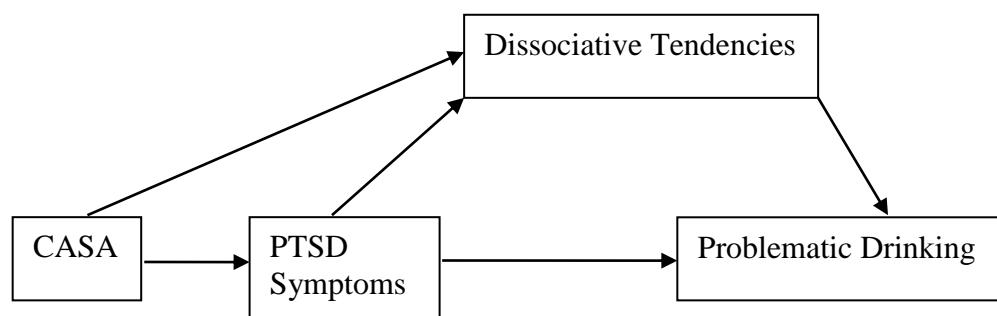 Dissociative Tendencies
CASA
PTSD
Symptoms
Problematic Drinking